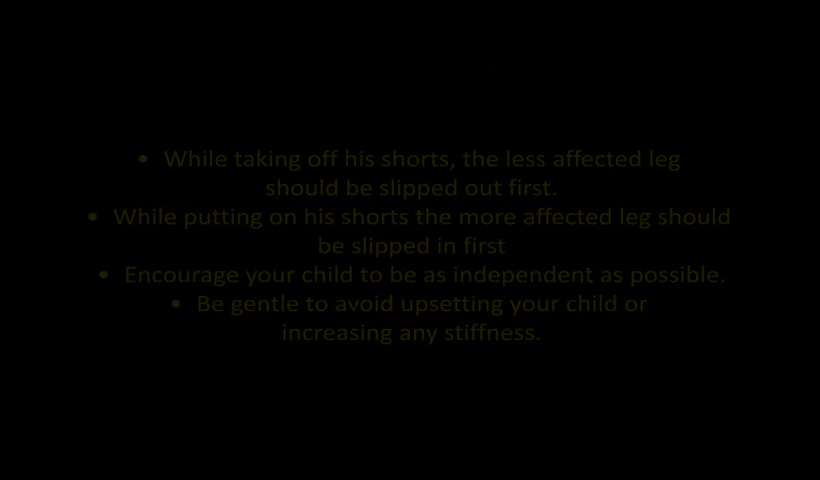 • While taking off his shorts, the less affected leg
should be slipped out first.
• While putting on his shorts the more affected leg should
be slipped in first
• Encourage your child to be as independent as possible.
• Be gentle to avoid upsetting your child or
increasing any stiffness.